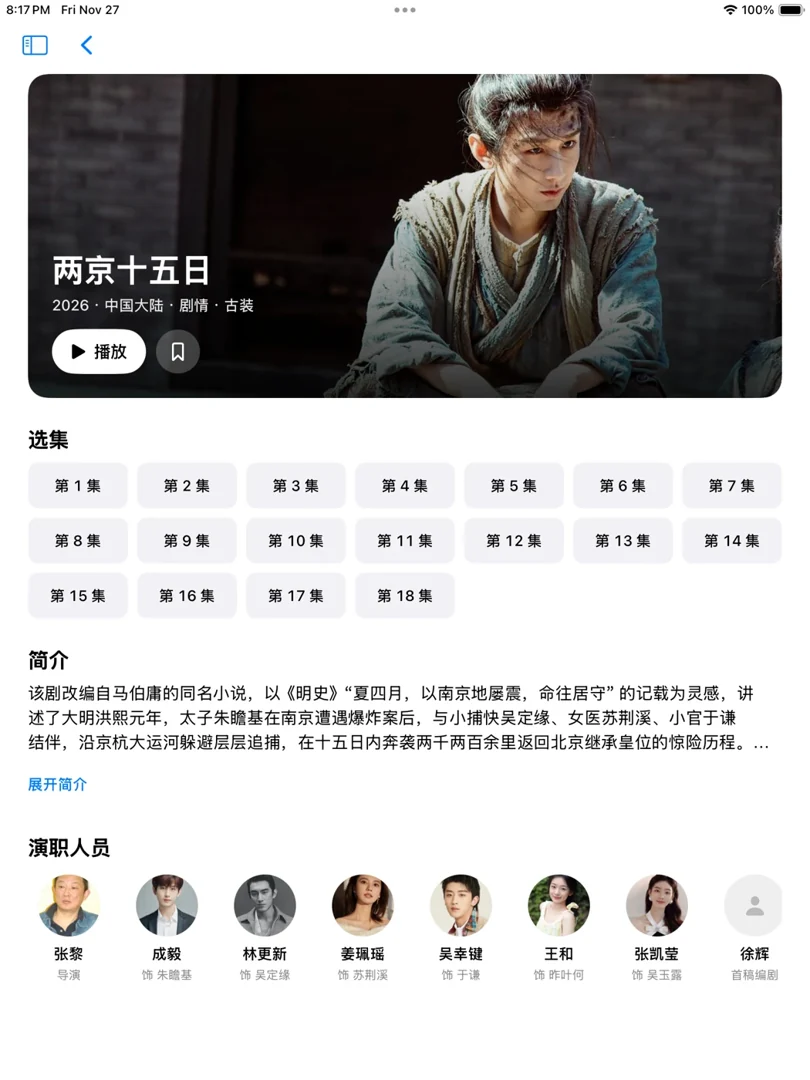 8:17 PM Fri Nov 27
100%
两京十五日
2026 · 中国大陆 · 剧情 · 古装
播放
选集
第 1 集 第 2 集 第 3 集 第 4 集 第 5 集 第 6 集 第 7 集
第 8 集 第 9 集 第 10 集 第 11 集 第 12 集 第 13 集 第 14 集
第 15 集 第 16 集 第 17 集 第 18 集
简介
该剧改编自马伯庸的同名小说，以《明史》“夏四月，以南京地屡震，命往居守” 的记载为灵感，讲
述了大明洪熙元年，太子朱瞻基在南京遭遇爆炸案后，与小捕快吴定缘、女医苏荆溪、小官于谦
结伴，沿京杭大运河躲避层层追捕，在十五日内奔袭两千两百余里返回北京继承皇位的惊险历程。...
展开简介
演职人员
张黎 成毅 林更新 姜珮瑶 吴幸键 王和 张凯莹 徐辉
导演 饰 朱瞻基 饰 吴定缘 饰 苏荆溪 饰 于谦 饰 昨叶何 饰 吴玉露 首稿编剧